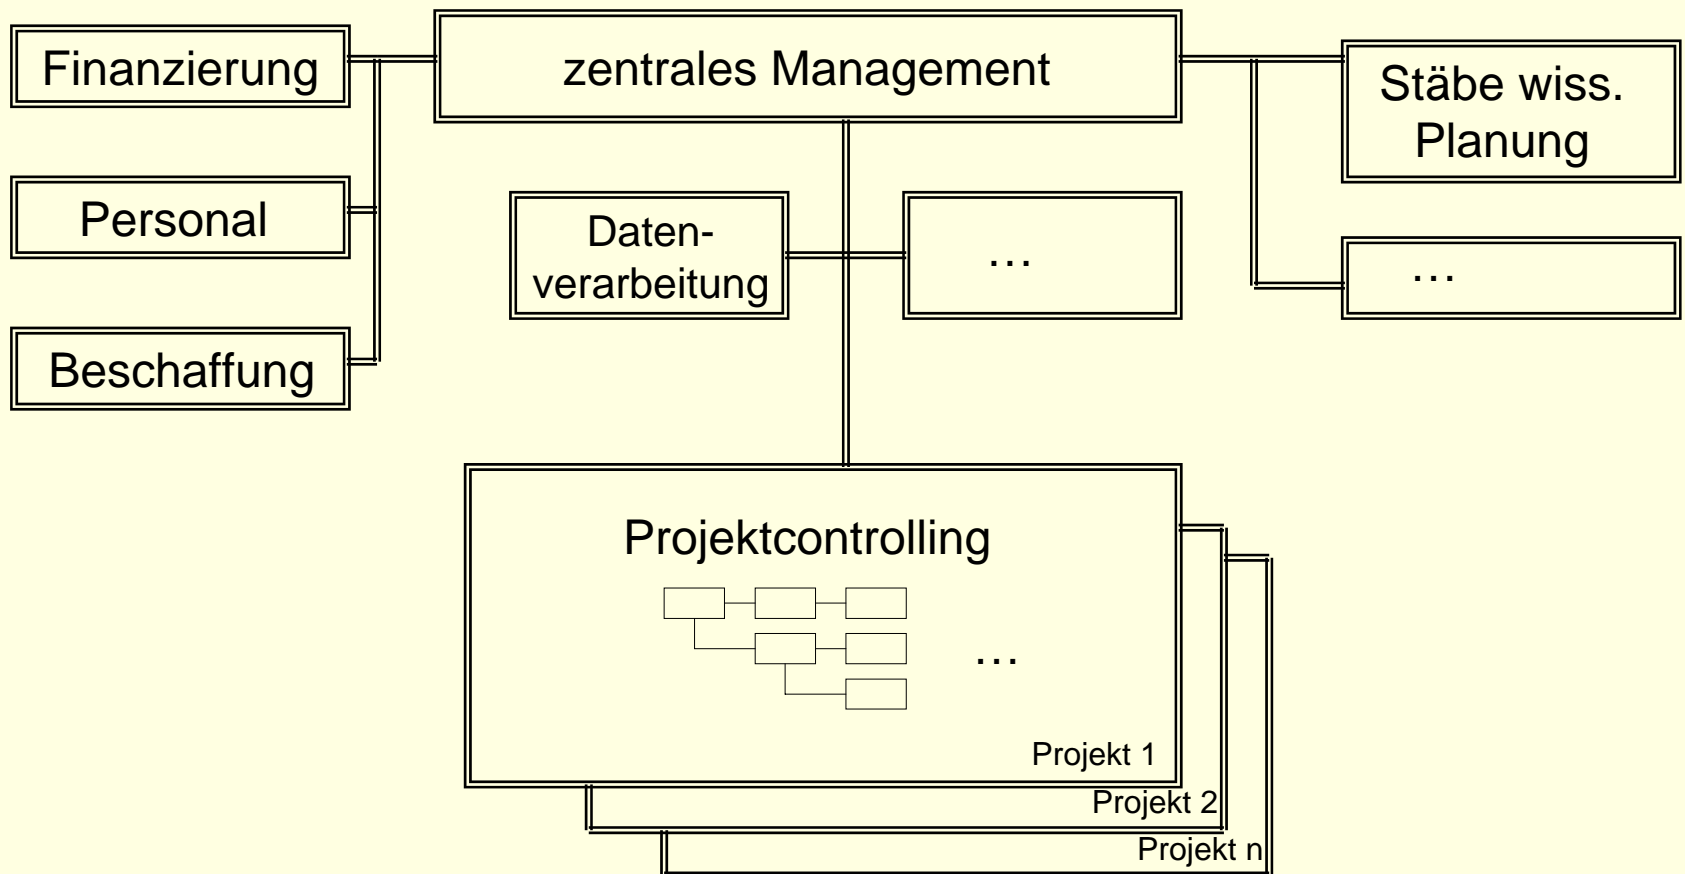 Finanzierung
zentrales Management
Stäbe wiss.
Planung
Personal
Daten-
verarbeitung
...
...
Beschaffung
Projektcontrolling
...
Projekt 1
Projekt 2
Projekt n